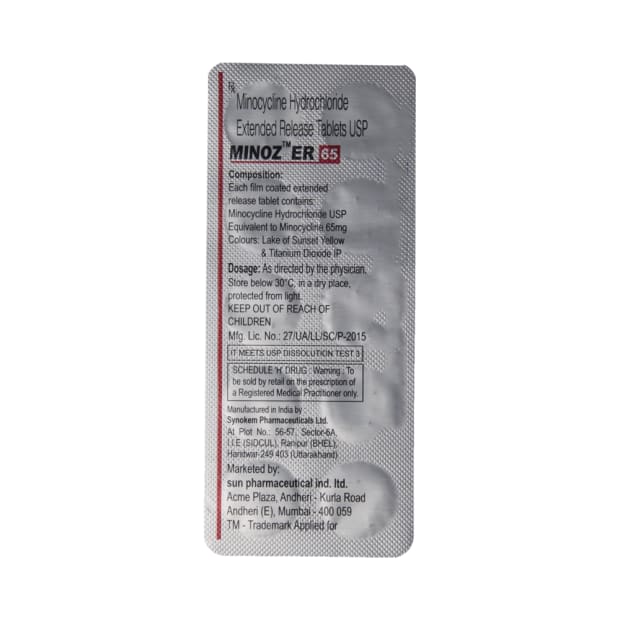 Rx
Minocycline Hydrochloride
Extended Release Tablets USP
MINOZ™ ER 65
Composition:
Each film coated extended
release tablet contains:
Minocycline Hydrochloride USP
Equivalent to Minocycline 65mg
Colours: Lake of Sunset Yellow
& Titanium Dioxide IP
Dosage: As directed by the physician.
Store below 30°C, in a dry place,
protected from light.
KEEP OUT OF REACH OF
CHILDREN
Mfg. Lic. No.: 27/UA/LL/SC/P-2015
IT MEETS USP DISSOLUTION TEST 3
SCHEDULE 'H' DRUG : Warning : To
be sold by retail on the prescription of
a Registered Medical Practitioner only.
Manufactured in India by :
Synokem Pharmaceuticals Ltd.
At Plot No.: 56-57, Sector-6A,
I.I.E (SIDCUL), Ranipur (BHEL),
Haridwar-249 403 (Uttarakhand)
Marketed by:
sun pharmaceutical ind. ltd.
Acme Plaza, Andheri - Kurla Road
Andheri (E), Mumbai - 400 059
TM - Trademark Applied for